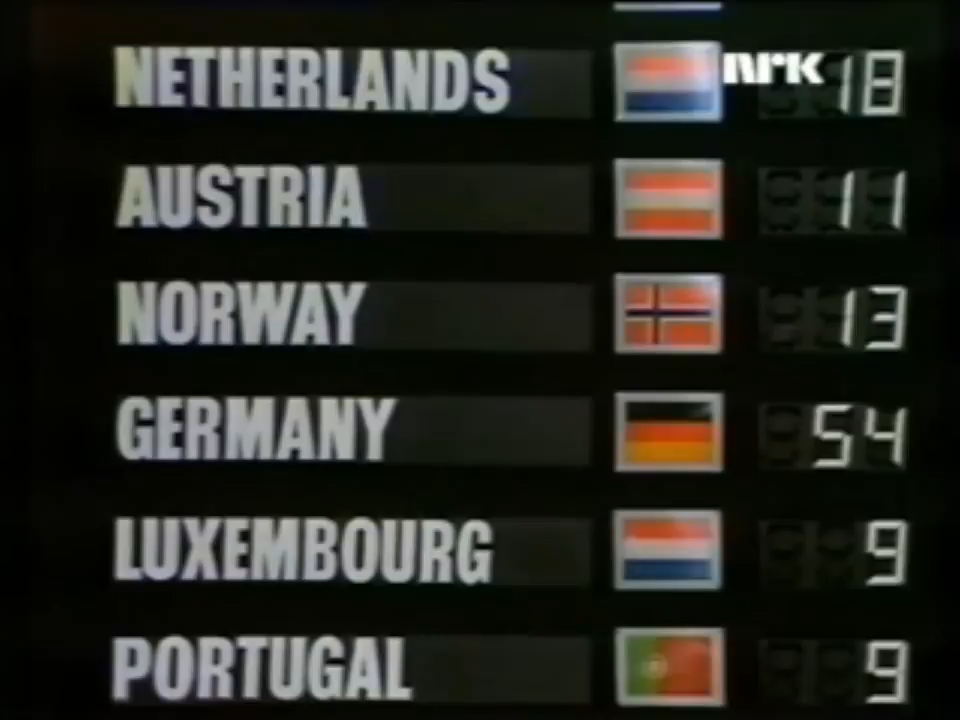 NETHERLANDS nrk 18
AUSTRIA 11
NORWAY 13
GERMANY 54
LUXEMBOURG 9
PORTUGAL 9